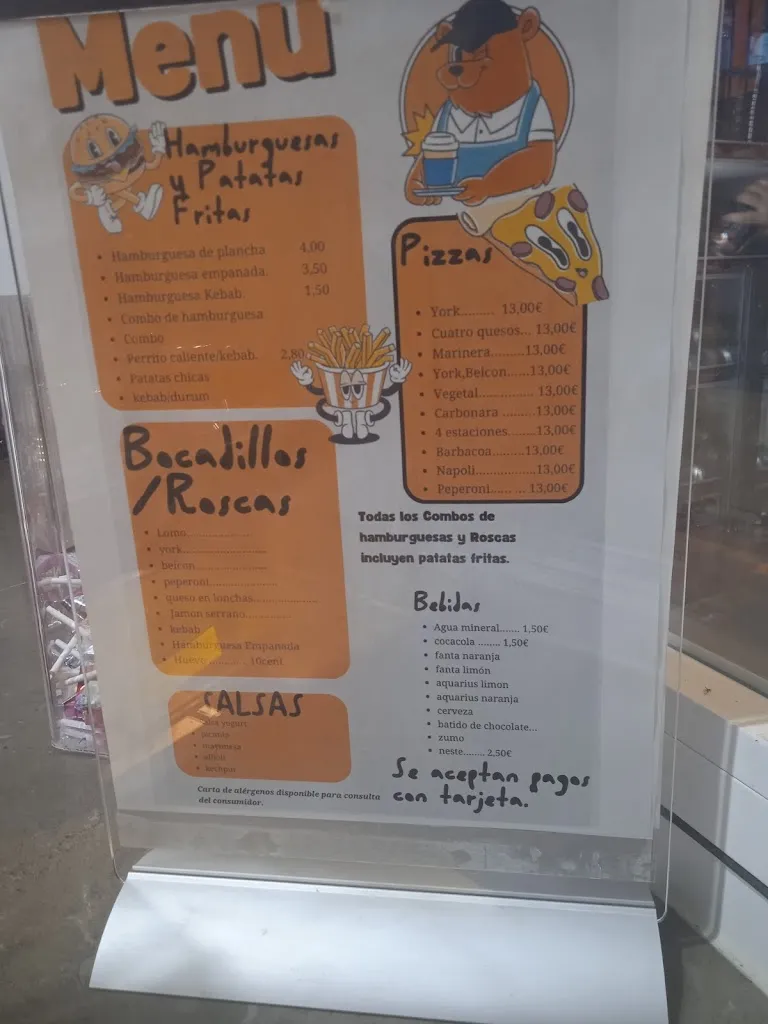 Menu
Hamburguesas
y Patatas
Fritas
Hamburguesa de plancha 4,00
Hamburguesa empanada. 3,50
Hamburguesa Kebab. 1,50
Combo de hamburguesa
Combo
Perrito caliente/kebab. 2,80
Patatas chicas
kebab|durum
Bocadillos
/Roscas
Lomo.....................
york............................
beicon.........................
peperoni.......................
queso en lonchas.....................
Jamon serrano...............
kebab
Hamburguesa Empanada
Huevo........... 10cent
SALSAS
yogurt
picante
mayonesa
allioli
kechput
Carta de alérgenos disponible para consulta
del consumidor.
Pizzas
York.......... 13,00€
Cuatro quesos... 13,00€
Marinera.........13,00€
York,Beicon......13,00€
Vegetal............... 13,00€
Carbonara .........13,00€
4 estaciones........13,00€
Barbacoa.........13,00€
Napoli................13,00€
Peperoni...... ... 13,00€
Todas los Combos de
hamburguesas y Roscas
incluyen patatas fritas.
Bebidas
Agua mineral....... 1,50€
cocacola ........ 1,50€
fanta naranja
fanta limón
aquarius limon
aquarius naranja
cerveza
batido de chocolate...
zumo
neste........ 2,50€
Se aceptan pagos
con tarjeta.